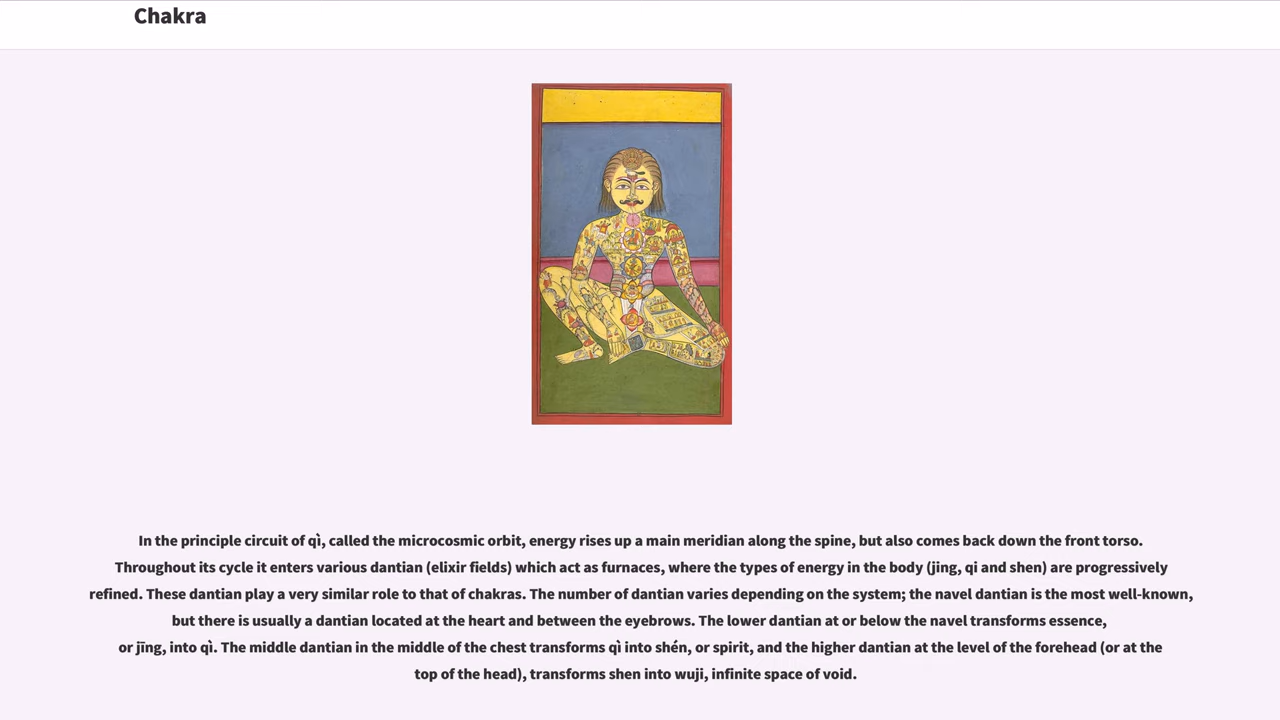 Chakra
In the principle circuit of qì, called the microcosmic orbit, energy rises up a main meridian along the spine, but also comes back down the front torso.
Throughout its cycle it enters various dantian (elixir fields) which act as furnaces, where the types of energy in the body (jing, qi and shen) are progressively
refined. These dantian play a very similar role to that of chakras. The number of dantian varies depending on the system; the navel dantian is the most well-known,
but there is usually a dantian located at the heart and between the eyebrows. The lower dantian at or below the navel transforms essence,
or jīng, into qì. The middle dantian in the middle of the chest transforms qì into shén, or spirit, and the higher dantian at the level of the forehead (or at the
top of the head), transforms shen into wuji, infinite space of void.